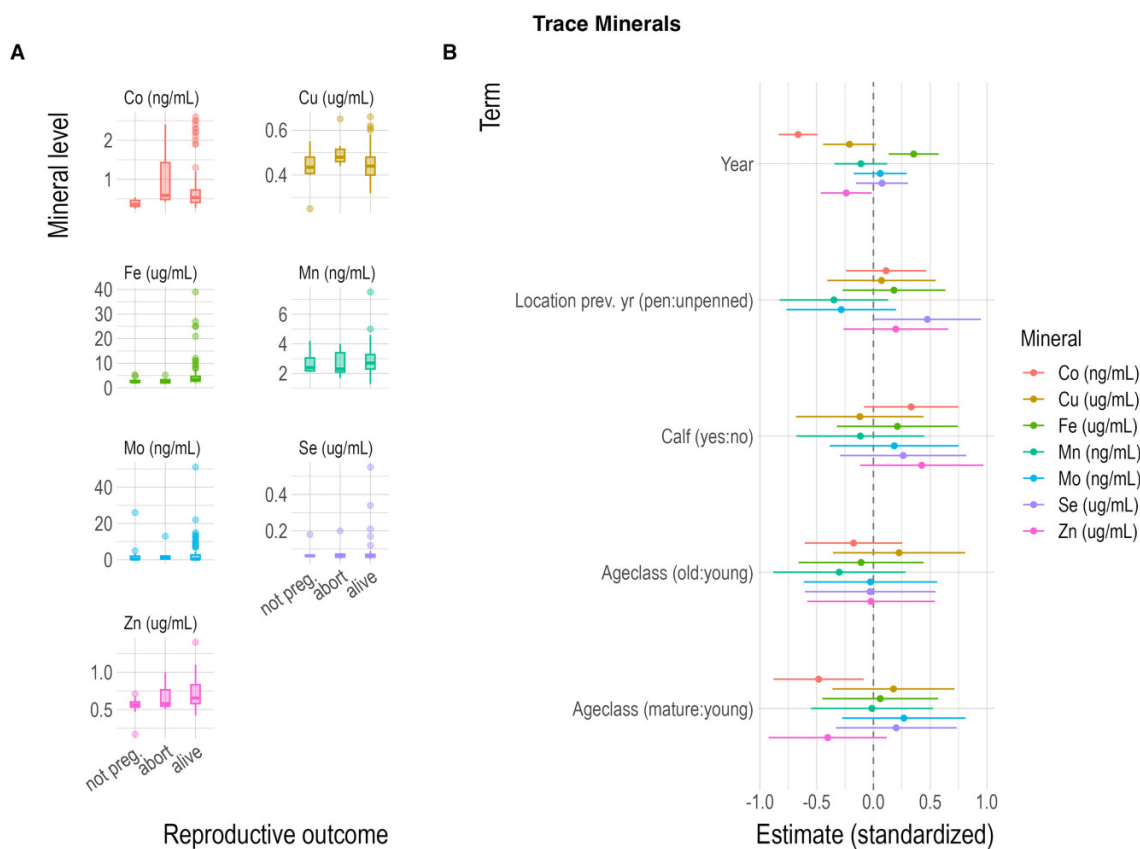 Trace Minerals
A
Mineral level
Co (ng/mL)
2
1
Cu (ug/mL)
0.6
0.4
Fe (ug/mL)
40
30
20
10
0
Mn (ng/mL)
6
4
2
Mo (ng/mL)
40
20
0
Se (ug/mL)
0.4
0.2
not preg.
abort
alive
Zn (ug/mL)
1.0
0.5
not preg.
abort
alive
Reproductive outcome
B
Term
Year
Location prev. yr (pen:unpenned)
Calf (yes:no)
Ageclass (old:young)
Ageclass (mature:young)
-1.0 -0.5 0.0 0.5 1.0
Estimate (standardized)
Mineral
Co (ng/mL)
Cu (ug/mL)
Fe (ug/mL)
Mn (ng/mL)
Mo (ng/mL)
Se (ug/mL)
Zn (ug/mL)